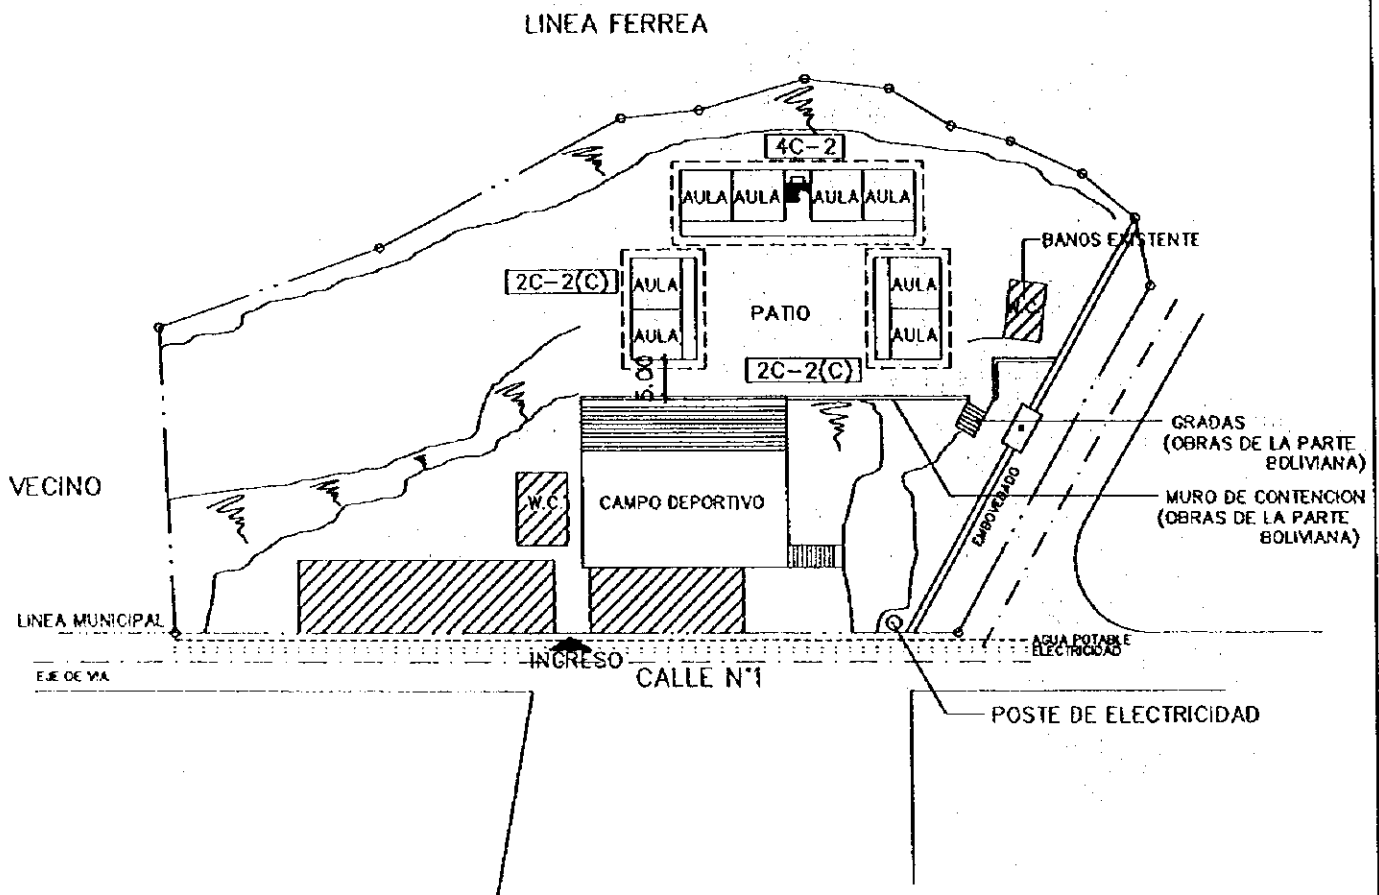 LINEA FERREA
4C-2
AULA AULA AULA AULA
BANOS EXISTENTE
2C-2(C)
AULA
AULA
PATIO
AULA
AULA
W.C.
2C-2(C)
5.00
GRADAS
(OBRAS DE LA PARTE
BOLIVIANA)
VECINO
W.C.
CAMPO DEPORTIVO
EMBOVEDADO
MURO DE CONTENCION
(OBRAS DE LA PARTE
BOLIVIANA)
LINEA MUNICIPAL
AGUA POTABLE
ELECTRICIDAD
INGRESO
EJE DE VIA
CALLE N°1
POSTE DE ELECTRICIDAD